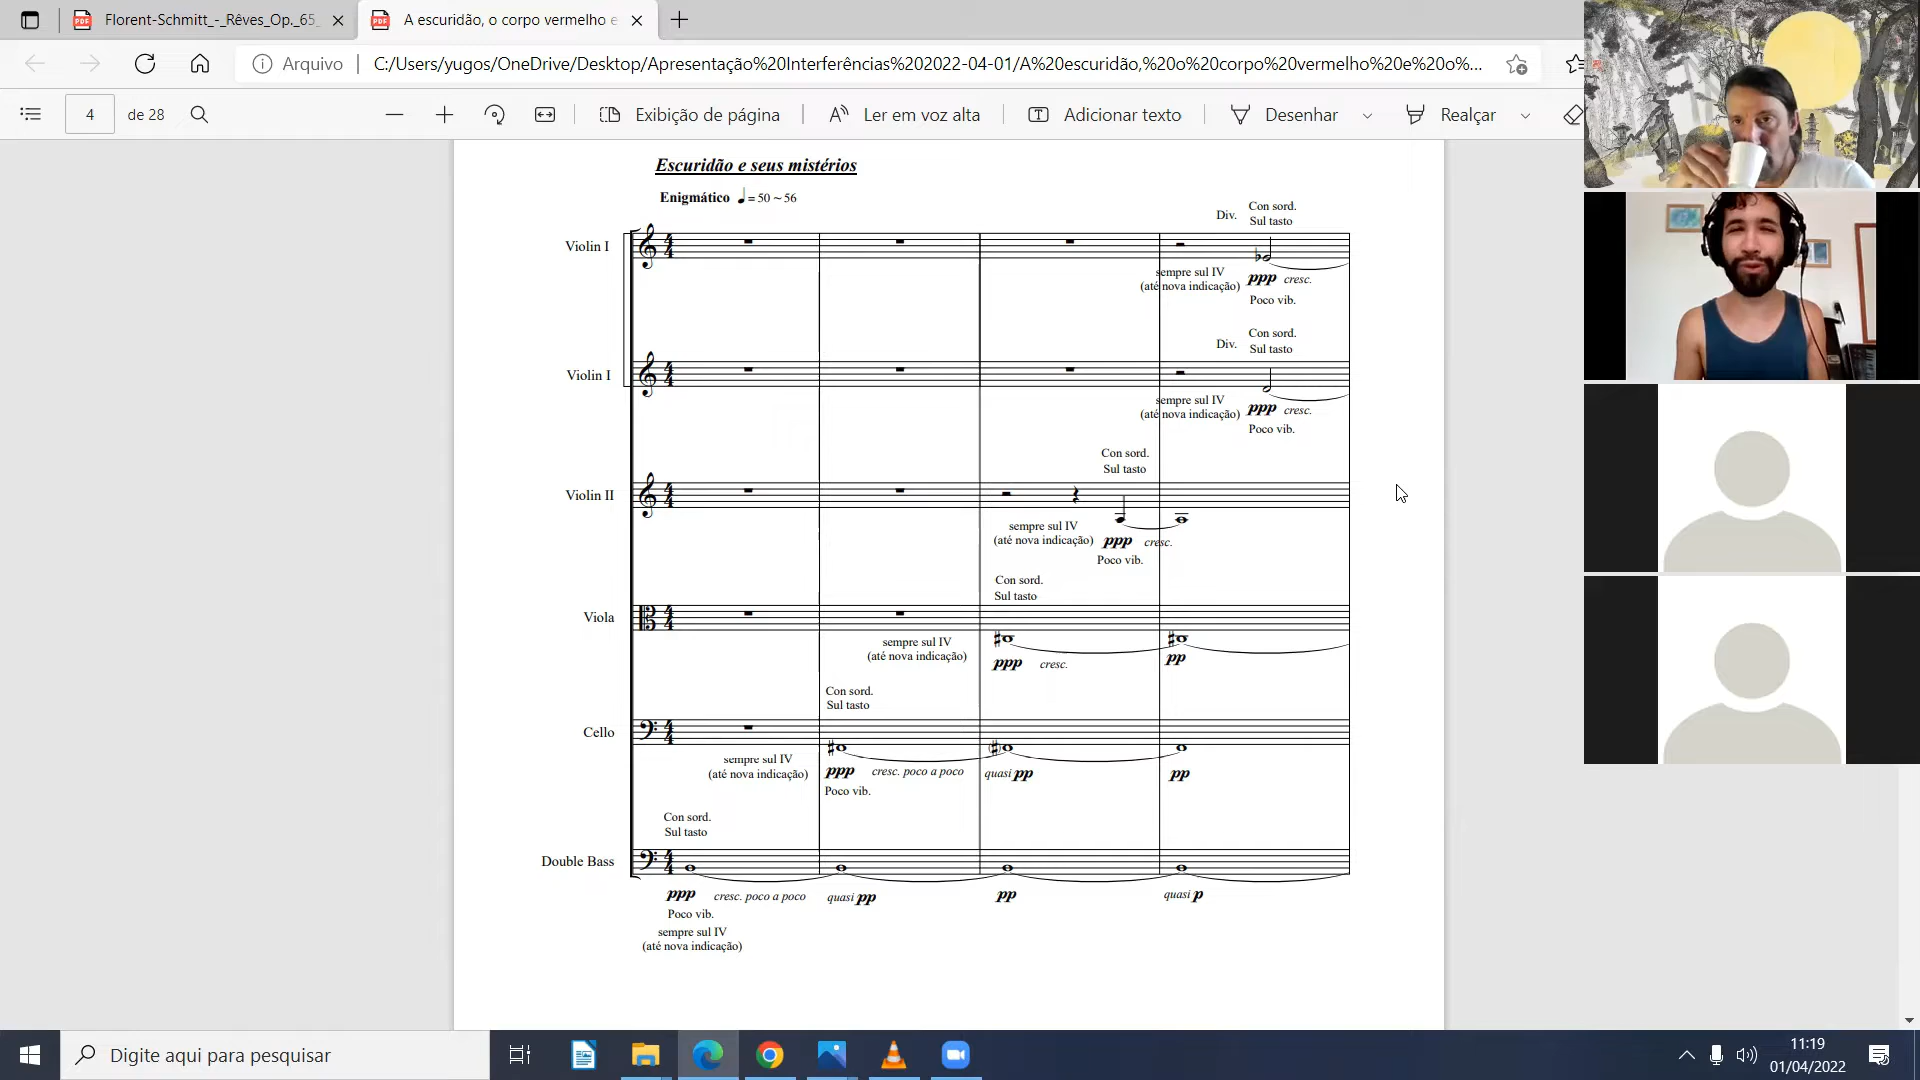 Florent-Schmitt_-_Rêves_Op._65_
A escuridão, o corpo vermelho e
Arquivo
C:/Users/yugos/OneDrive/Desktop/Apresentação%20Interferências%202022-04-01/A%20escuridão,%20o%20corpo%20vermelho%20e%20o%...
4 de 28
Exibição de página
Ler em voz alta
Adicionar texto
Desenhar
Realçar
Escuridão e seus mistérios
Enigmático = 50 ~ 56
Violin I
Div.
Con sord.
Sul tasto
sempre sul IV
(até nova indicação)
ppp cresc.
Poco vib.
Violin I
Div.
Con sord.
Sul tasto
sempre sul IV
(até nova indicação)
ppp cresc.
Poco vib.
Violin II
Con sord.
Sul tasto
sempre sul IV
(até nova indicação)
ppp cresc.
Poco vib.
Viola
Con sord.
Sul tasto
sempre sul IV
(até nova indicação)
ppp cresc.
pp
Cello
Con sord.
Sul tasto
sempre sul IV
(até nova indicação)
ppp cresc. poco a poco
quasi pp
pp
Poco vib.
Double Bass
Con sord.
Sul tasto
ppp cresc. poco a poco
quasi pp
pp
quasi p
Poco vib.
sempre sul IV
(até nova indicação)
Digite aqui para pesquisar
11:19
01/04/2022